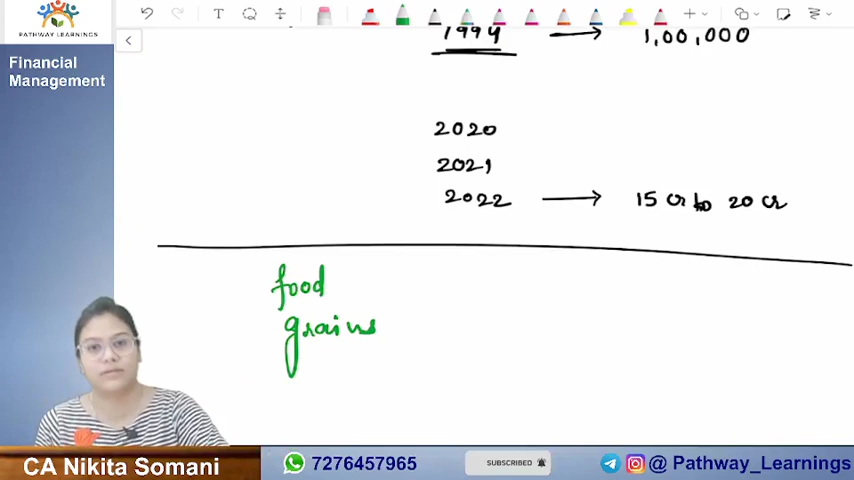 PATHWAY LEARNINGS
Financial
Management
1994 → 1,00,000
2020
2021
2022 → 15 Cr to 20 Cr
food
grains
CA Nikita Somani
7276457965
SUBSCRIBED
@ Pathway_Learnings